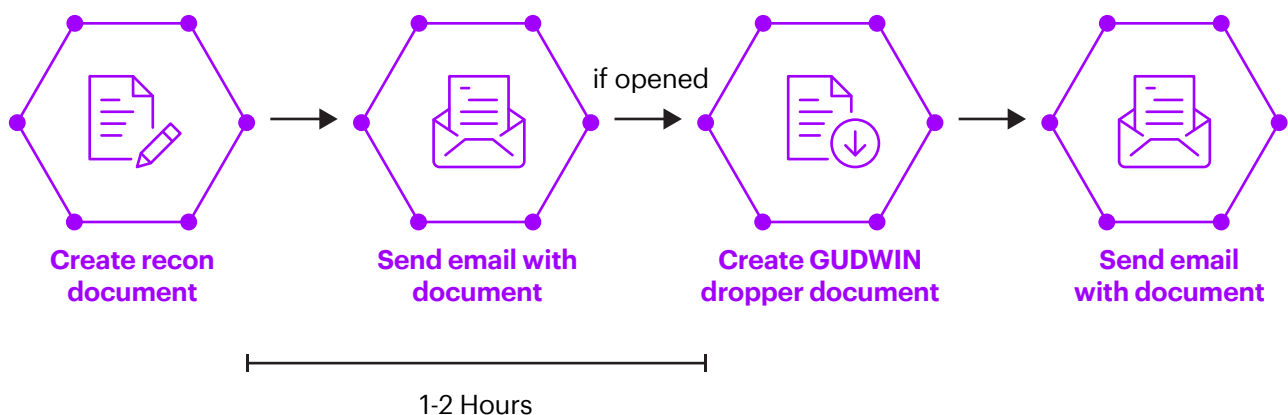 if opened
Create recon
document
Send email with
document
Create GUDWIN
dropper document
Send email
with document
1-2 Hours